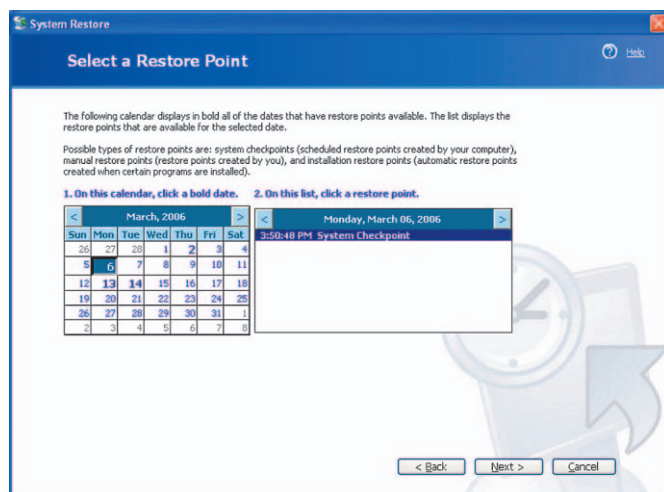 System Restore
Select a Restore Point
Help
The following calendar displays in bold all of the dates that have restore points available. The list displays the
restore points that are available for the selected date.
Possible types of restore points are: system checkpoints (scheduled restore points created by your computer),
manual restore points (restore points created by you), and installation restore points (automatic restore points
created when certain programs are installed).
1. On this calendar, click a bold date. 2. On this list, click a restore point.
< March, 2006 > < Monday, March 06, 2006 >
Sun Mon Tue Wed Thu Fri Sat 3:50:48 PM System Checkpoint
26 27 28 1 2 3 4
5 6 7 8 9 10 11
12 13 14 15 16 17 18
19 20 21 22 23 24 25
26 27 28 29 30 31 1
2 3 4 5 6 7 8
< Back Next > Cancel